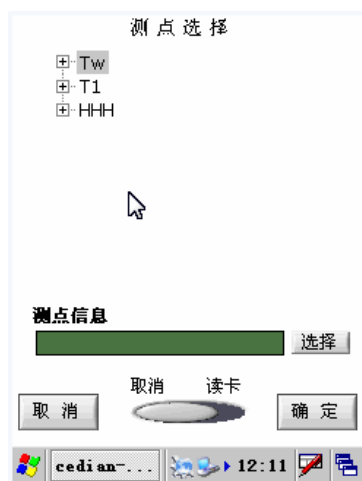 测点选择
Tw
T1
HHH
测点信息
选择
取消 读卡
取 消
确 定
cedian-... 12:11